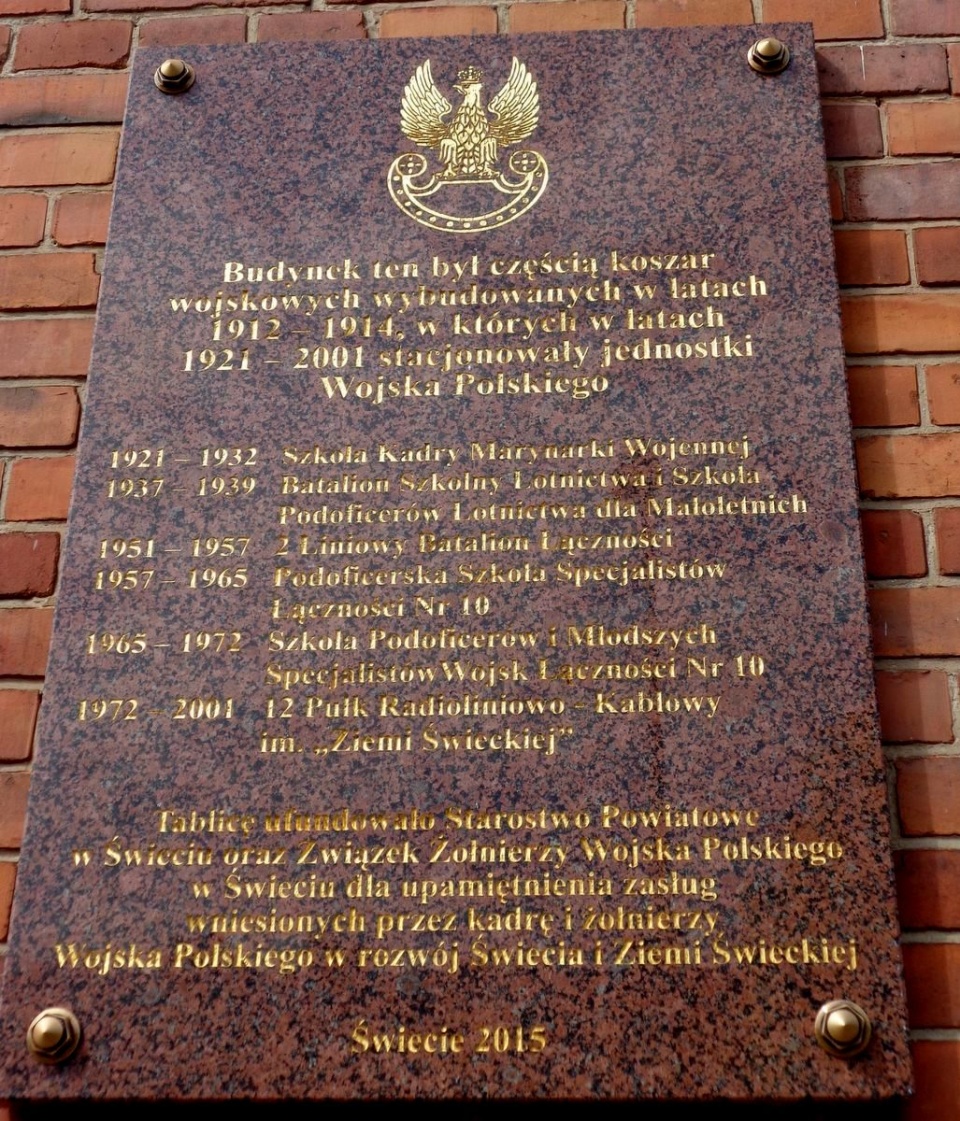 Budynek ten był częścią koszar
wojskowych wybudowanych w latach
1912 – 1914, w których w latach
1921 – 2001 stacjonowały jednostki
Wojska Polskiego
1921 – 1932 Szkoła Kadry Marynarki Wojennej
1937 – 1939 Batalion Szkolny Lotnictwa i Szkoła
Podoficerów Lotnictwa dla Małoletnich
1951 – 1957 2 Liniowy Batalion Łączności
1957 – 1965 Podoficerska Szkoła Specjalistów
Łączności Nr 10
1965 – 1972 Szkoła Podoficerów i Młodszych
Specjalistów Wojsk Łączności Nr 10
1972 – 2001 12 Pułk Radioliniowo - Kablowy
im. „Ziemi Świeckiej”
Tablicę ufundowało Starostwo Powiatowe
w Świeciu oraz Związek Żołnierzy Wojska Polskiego
w Świeciu dla upamiętnienia zasług
wniesionych przez kadrę i żołnierzy
Wojska Polskiego w rozwój Świecia i Ziemi Świeckiej
Świecie 2015